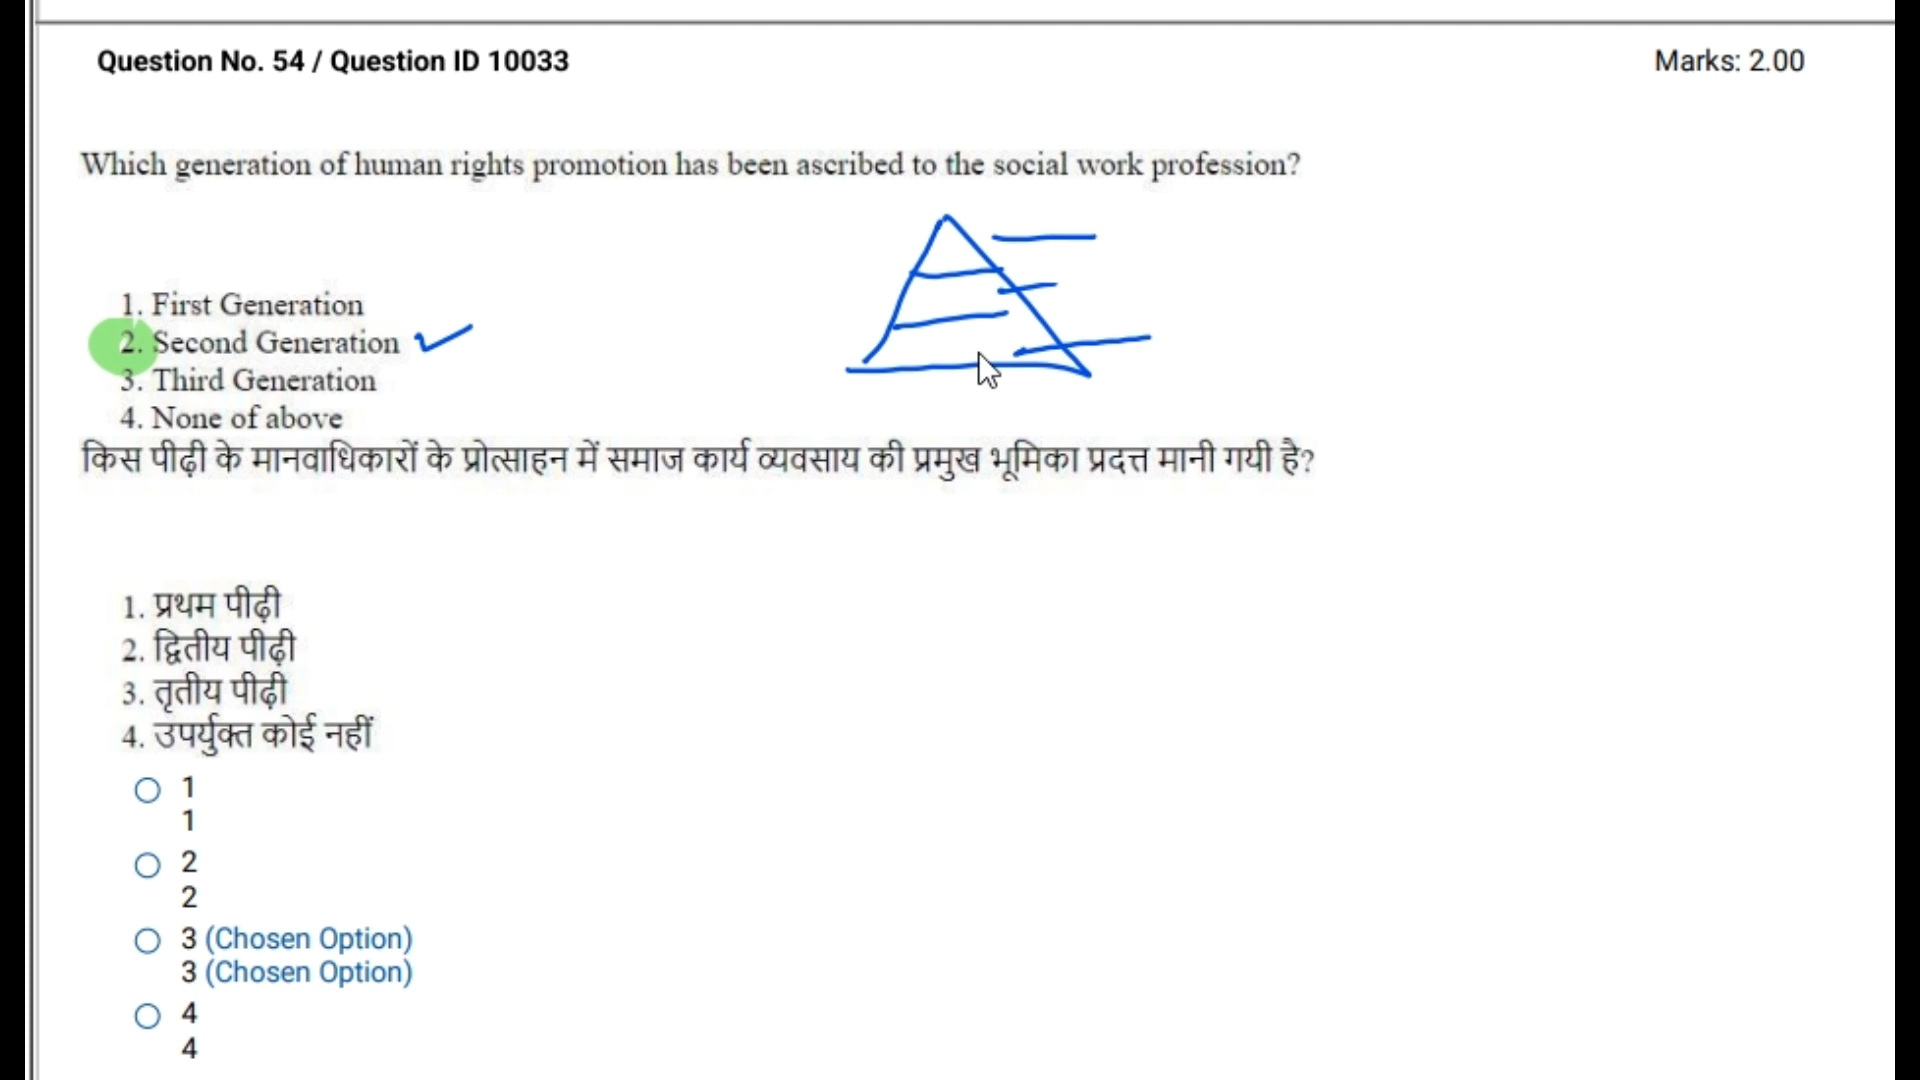 Question No. 54 / Question ID 10033
Marks: 2.00
Which generation of human rights promotion has been ascribed to the social work profession?
1. First Generation
2. Second Generation
3. Third Generation
4. None of above
किस पीढ़ी के मानवाधिकारों के प्रोत्साहन में समाज कार्य व्यवसाय की प्रमुख भूमिका प्रदत्त मानी गयी है?
1. प्रथम पीढ़ी
2. द्वितीय पीढ़ी
3. तृतीय पीढ़ी
4. उपर्युक्त कोई नहीं
1
1
2
2
3 (Chosen Option)
3 (Chosen Option)
4
4